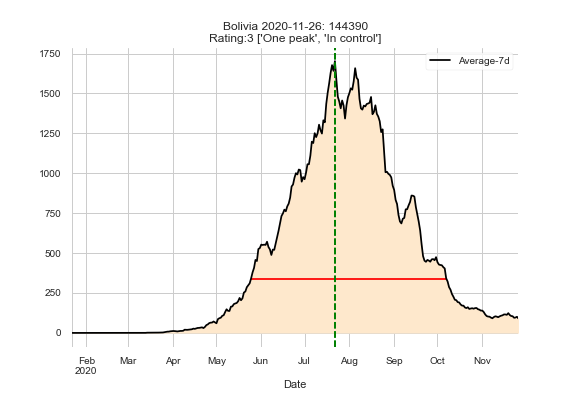 Bolivia 2020-11-26: 144390
Rating:3 ['One peak', 'In control']
Average-7d
1750
1500
1250
1000
750
500
250
0
Feb Mar Apr May Jun Jul Aug Sep Oct Nov
2020
Date